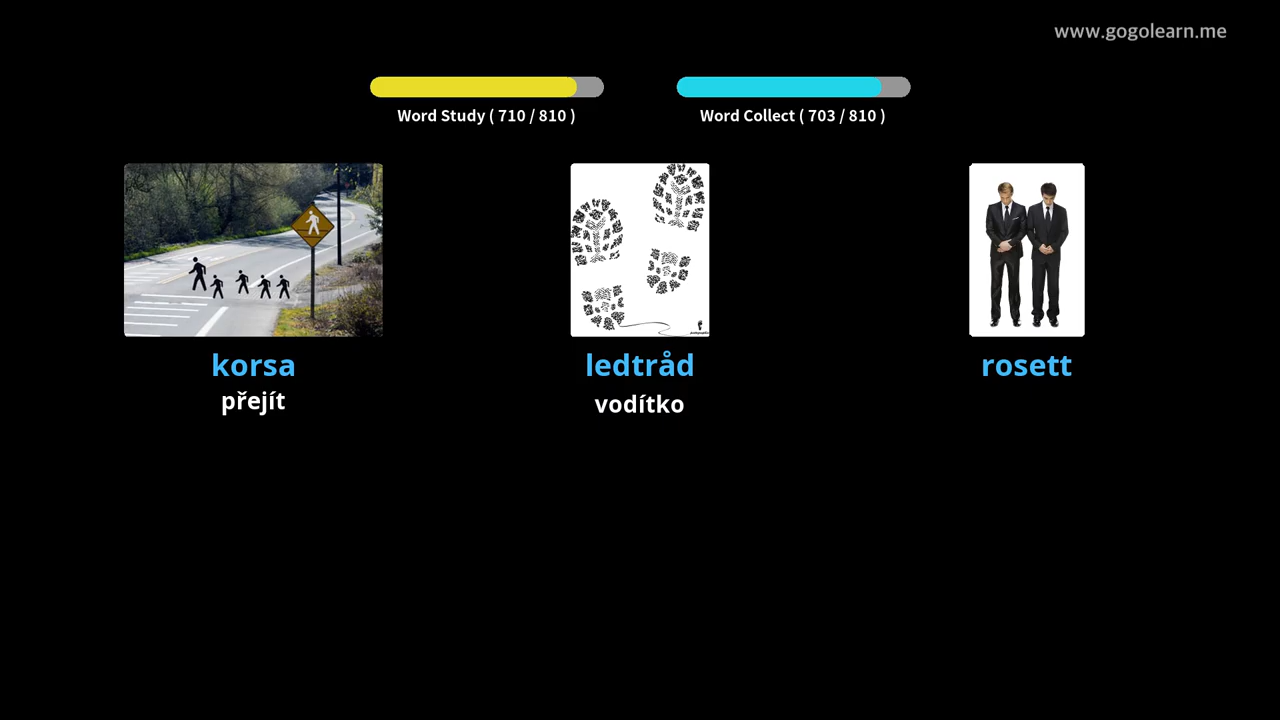 www.gogolearn.me
Word Study ( 710 / 810 )
Word Collect ( 703 / 810 )
korsa
přejít
ledtråd
vodítko
rosett